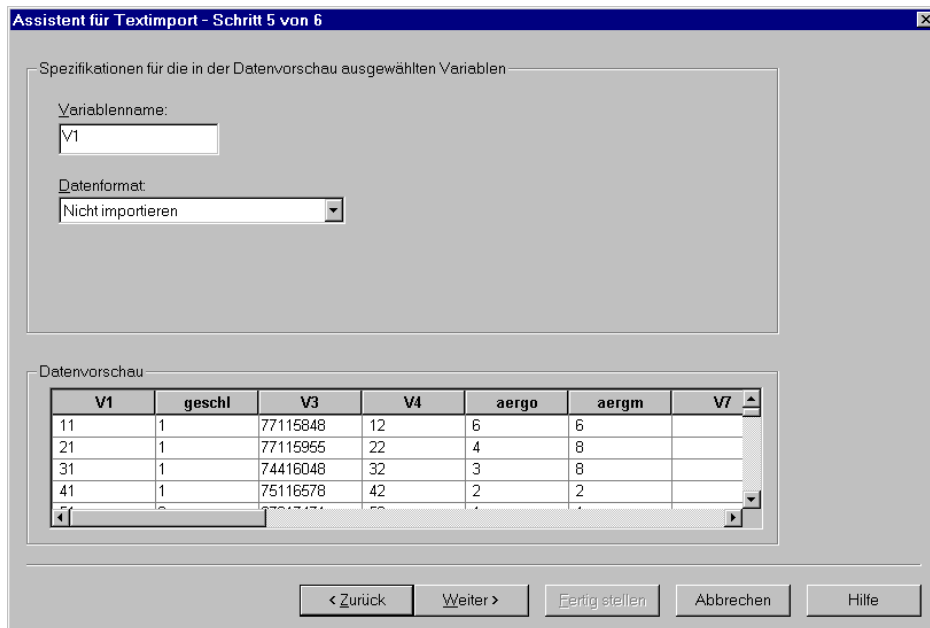 Assistent für Textimport - Schritt 5 von 6
Spezifikationen für die in der Datenvorschau ausgewählten Variablen
Variablenname:
V1
Datenformat:
Nicht importieren
Datenvorschau
V1 geschl V3 V4 aergo aergm V7
11 1 77115848 12 6 6
21 1 77115955 22 4 8
31 1 74416048 32 3 8
41 1 75116578 42 2 2
< Zurück Weiter > Fertig stellen Abbrechen Hilfe